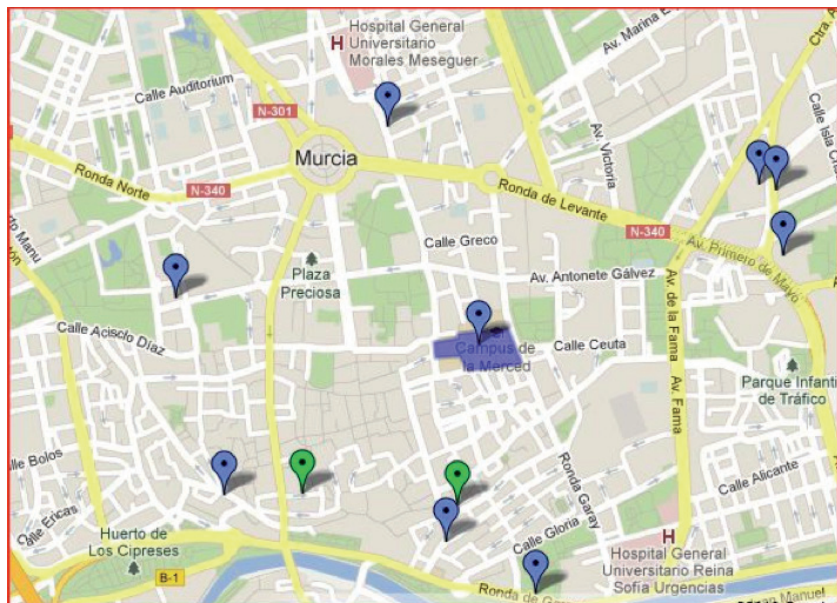 Hospital General
Universitario
Morales Meseguer
H
Av. Marina E
Ctra A
Calle Auditorium
N-301
Calle Isla C
Av. Victoria
Murcia
Ronda Norte
N-340
Ronda de Levante
N-340
Av. Primero de Mayo
Calle Greco
Plaza
Preciosa
Av. Antonete Gálvez
Av. de la Fama
Calle Acisclo Díaz
Campus de
la Merced
Calle Ceuta
Parque Infanti
de Tráfico
Av. Fama
lle Bolos
Ronda Garay
Calle Alicante
Calle Ericas
Calle Gloria
Huerto de
Los Cipreses
H
Hospital General
Universitario Reina
Sofía Urgencias
B-1
Ronda de G
an Manuel